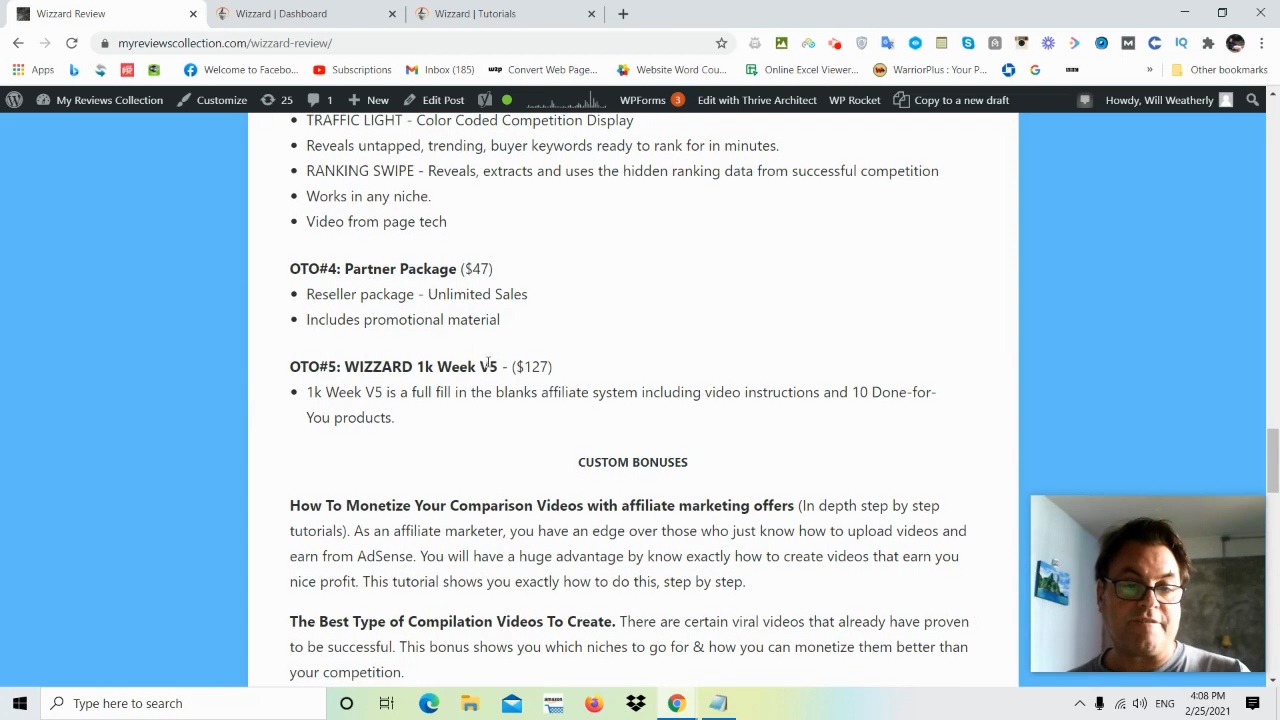 Wizzard Review
Wizzard | Dashboard
Wizzard | Tutorials
myreviewscollection.com/wizzard-review/
Apps
Welcome to Facebo...
Subscriptions
Inbox (185)
Convert Web Page...
Website Word Cou...
Online Excel Viewer...
WarriorPlus : Your P...
Other bookmarks
My Reviews Collection
Customize
25
1
New
Edit Post
WPForms 3
Edit with Thrive Architect
WP Rocket
Copy to a new draft
Howdy, Will Weatherly
• TRAFFIC LIGHT - Color Coded Competition Display
• Reveals untapped, trending, buyer keywords ready to rank for in minutes.
• RANKING SWIPE - Reveals, extracts and uses the hidden ranking data from successful competition
• Works in any niche.
• Video from page tech
OTO#4: Partner Package ($47)
• Reseller package - Unlimited Sales
• Includes promotional material
OTO#5: WIZZARD 1k Week V5 - ($127)
• 1k Week V5 is a full fill in the blanks affiliate system including video instructions and 10 Done-for-
You products.
CUSTOM BONUSES
How To Monetize Your Comparison Videos with affiliate marketing offers (In depth step by step
tutorials). As an affiliate marketer, you have an edge over those who just know how to upload videos and
earn from AdSense. You will have a huge advantage by know exactly how to create videos that earn you
nice profit. This tutorial shows you exactly how to do this, step by step.
The Best Type of Compilation Videos To Create. There are certain viral videos that already have proven
to be successful. This bonus shows you which niches to go for & how you can monetize them better than
your competition.
Type here to search
amazon
ENG
4:08 PM
2/25/2021